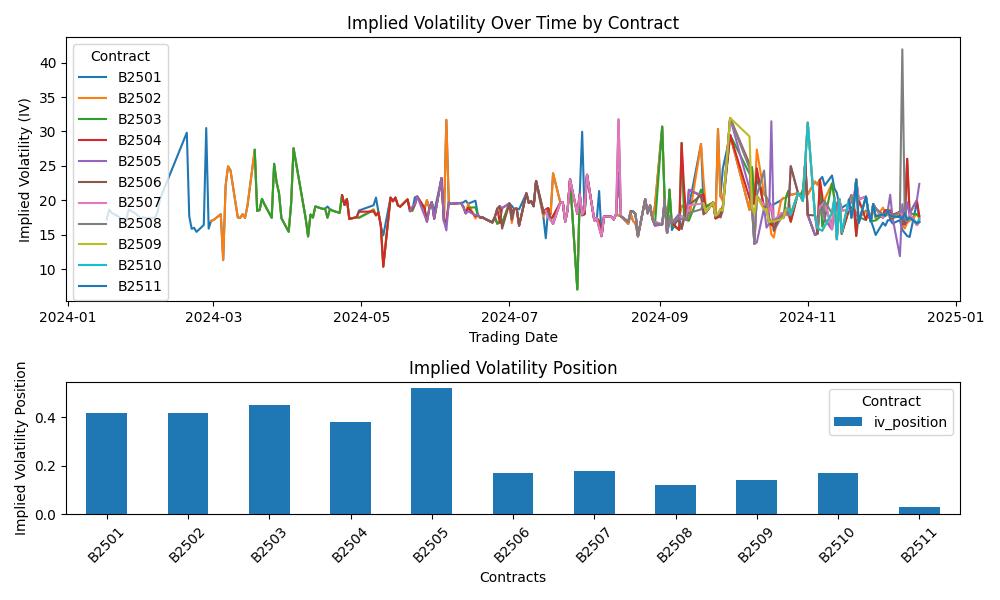 Implied Volatility Over Time by Contract
Implied Volatility (IV)
40
35
30
25
20
15
10
Contract
B2501
B2502
B2503
B2504
B2505
B2506
B2507
B2508
B2509
B2510
B2511
2024-01 2024-03 2024-05 2024-07 2024-09 2024-11 2025-01
Trading Date
Implied Volatility Position
Implied Volatility Position
0.4
0.2
0.0
Contract
iv_position
B2501 B2502 B2503 B2504 B2505 B2506 B2507 B2508 B2509 B2510 B2511
Contracts